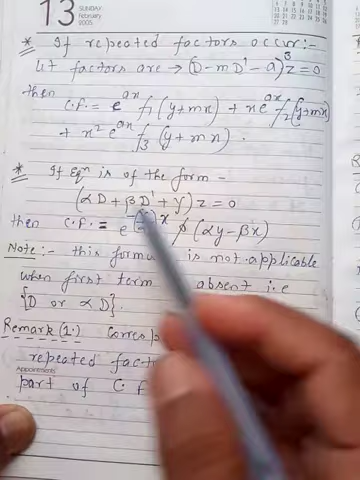 13 SUNDAY
February
2005
* If repeated factors occur:-
Let factors are → (D-mD'-a)³z=0
then C.F.= e^{ax} f₁(y+mx) + xe^{ax} f₂(y+mx)
+ x² e^{ax} f₃(y+mx).
* If Eqⁿ is of the form -
(αD+βD'+γ)z=0
then C.F.= e x φ(αy-βx)
Note:- this formula is not applicable
when first term absent i.e
{D or αD}.
Remark(1.)
repeated
Appointments
part of C.F